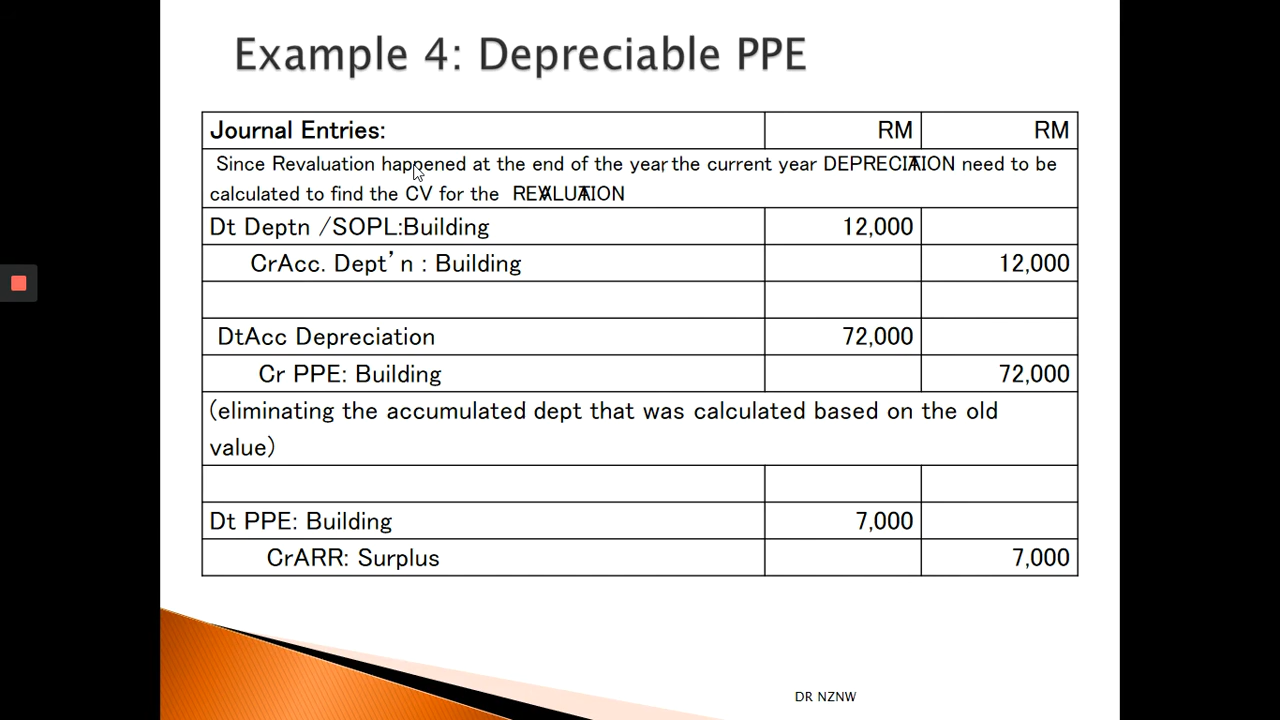 Example 4: Depreciable PPE
Journal Entries: RM RM
Since Revaluation happened at the end of the year, the current year DEPRECIATION need to be
calculated to find the CV for the REVALUATION
Dt Deptn /SOPL:Building 12,000
CrAcc. Dept'n : Building 12,000
DtAcc Depreciation 72,000
Cr PPE: Building 72,000
(eliminating the accumulated dept that was calculated based on the old
value)
Dt PPE: Building 7,000
CrARR: Surplus 7,000
DR NZNW